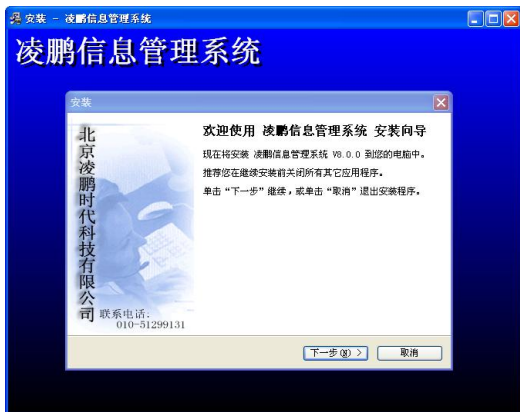 安装 - 凌鹏信息管理系统
凌鹏信息管理系统
安装
北京凌鹏时代科技有限公司
联系电话:
010-51299131
欢迎使用 凌鹏信息管理系统 安装向导
现在将安装 凌鹏信息管理系统 V8.0.0 到您的电脑中。
推荐您在继续安装前关闭所有其它应用程序。
单击“下一步”继续，或单击“取消”退出安装程序。
下一步(N) >
取消